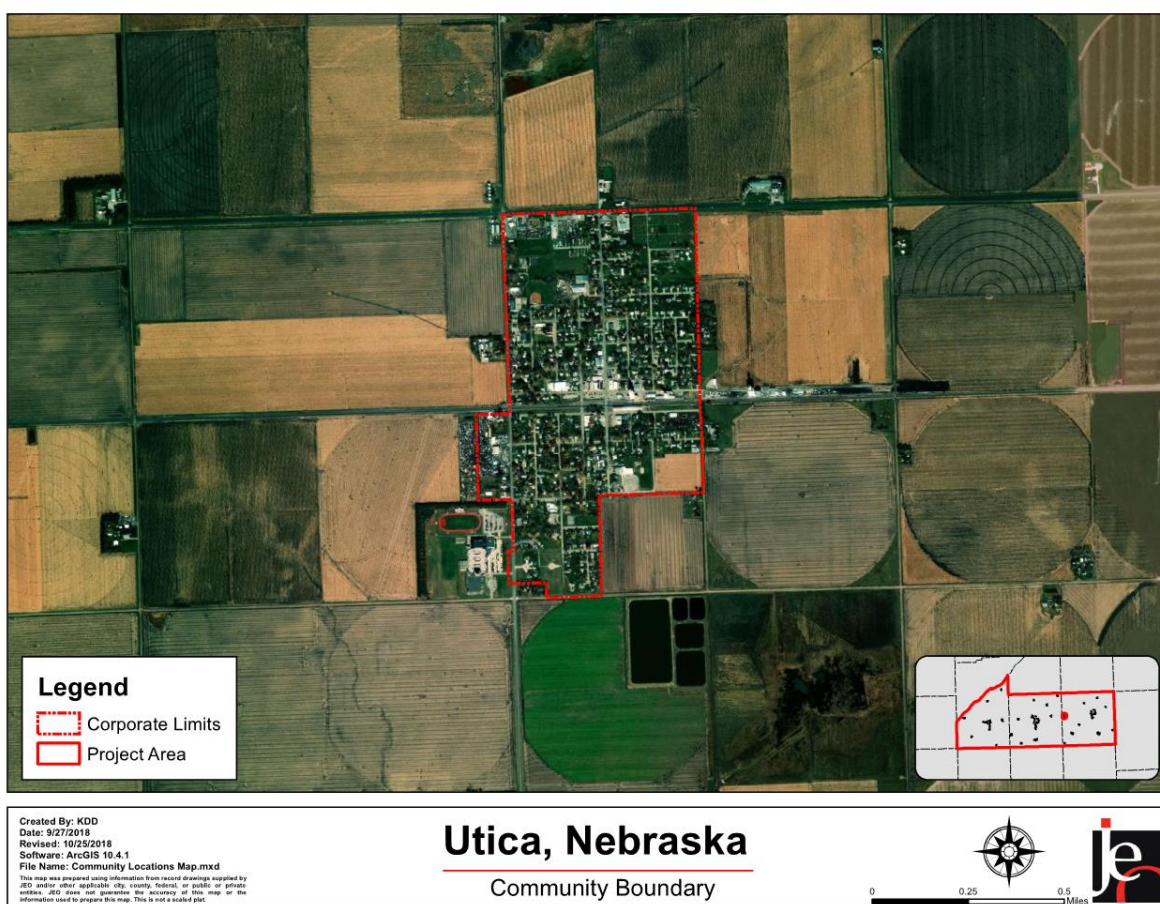 Legend
Corporate Limits
Project Area
Created By: KDD
Date: 9/27/2018
Revised: 10/25/2018
Software: ArcGIS 10.4.1
File Name: Community Locations Map.mxd
This map was prepared using information from record drawings supplied by
JEO and/or other applicable city, county, federal, or public or private
entities. JEO does not guarantee the accuracy of this map or the
information used to prepare this map. This is not a scaled plat.
Utica, Nebraska
Community Boundary
0 0.25 0.5
Miles
jeo